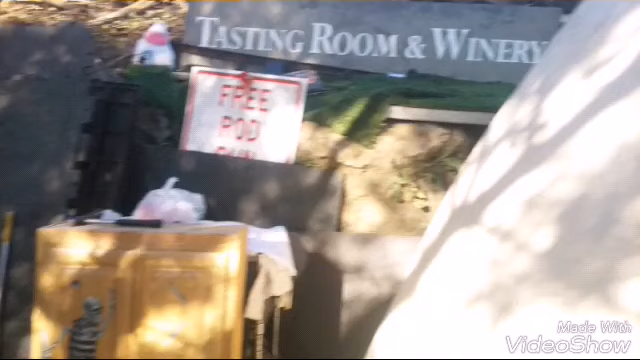 TASTING ROOM & WINERY
FREE
POD
Made With
VideoShow